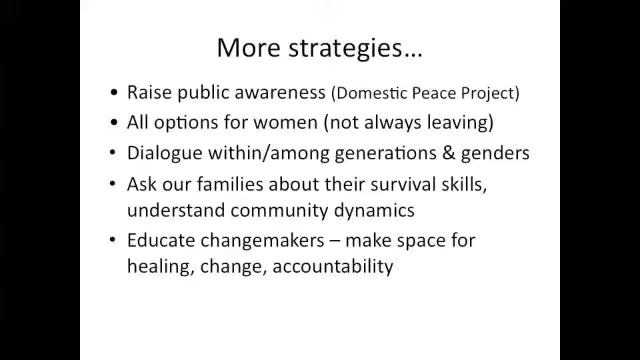 More strategies…
• Raise public awareness (Domestic Peace Project)
• All options for women (not always leaving)
• Dialogue within/among generations & genders
• Ask our families about their survival skills,
understand community dynamics
• Educate changemakers – make space for
healing, change, accountability